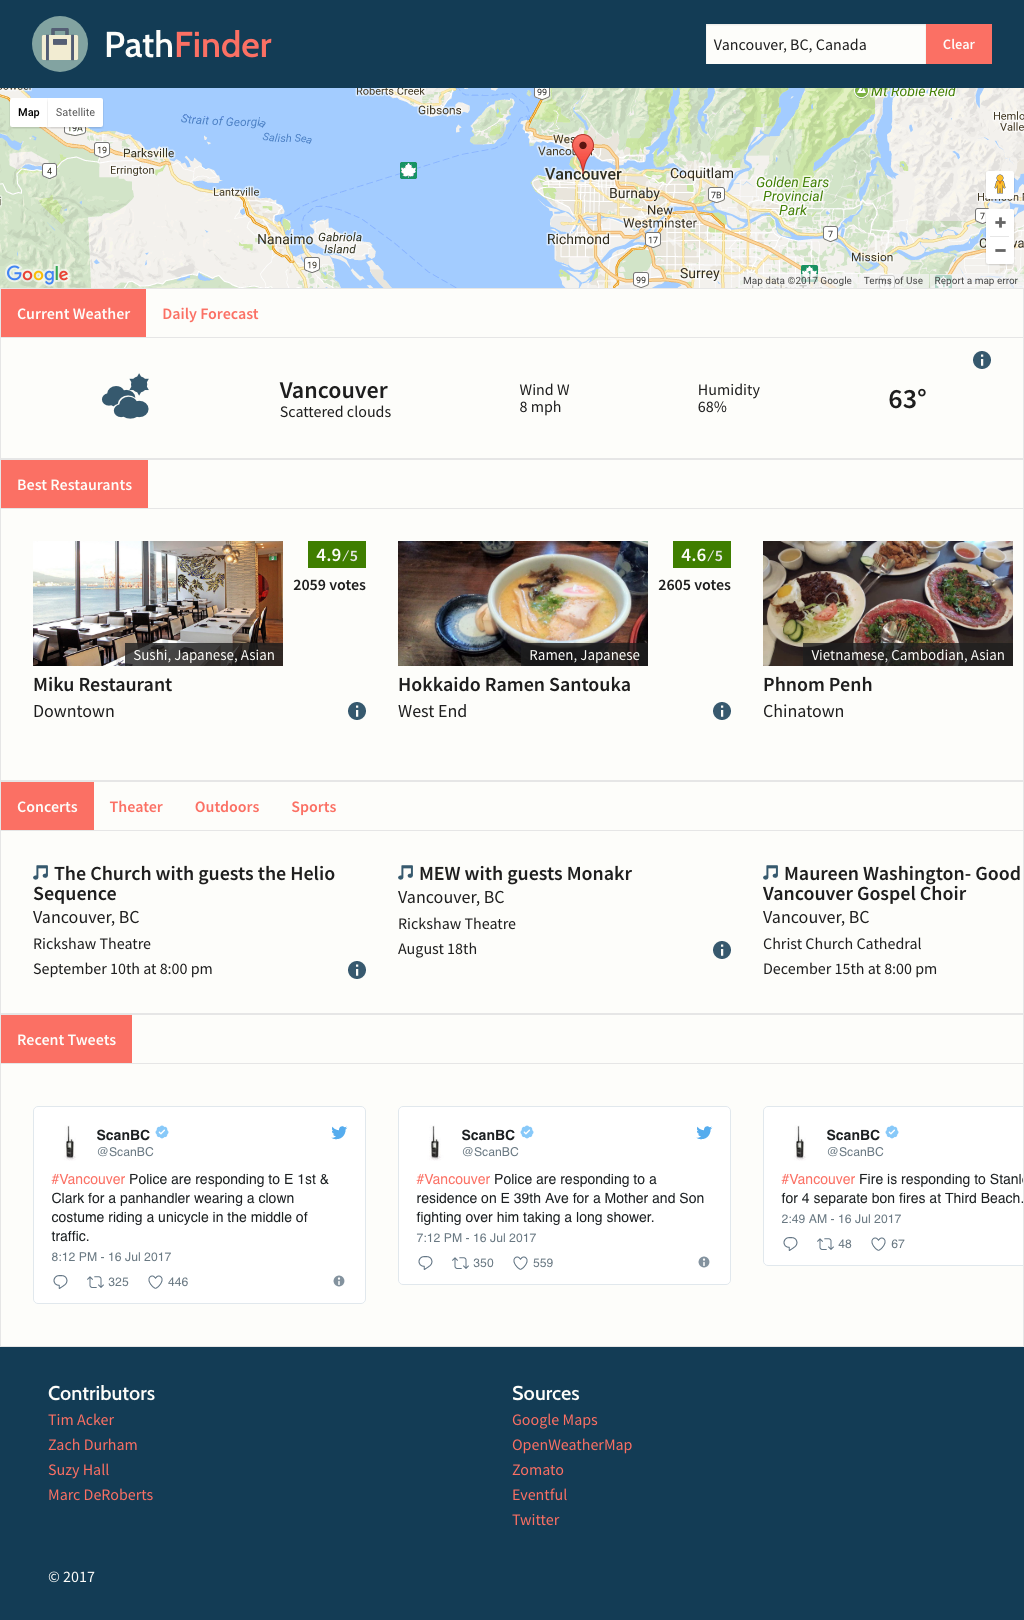 PathFinder
Vancouver, BC, Canada
Clear
Map
Satellite
Roberts Creek
99
Mt Robie Reid
Gibsons
Strait of Georgia
Salish Sea
19A
19
Parksville
4
Errington
West
Vancouver
Coquitlam
Golden Ears
Provincial
Park
Lantzville
Burnaby
7B
New
Westminster
Nanaimo
Gabriola
Island
Richmond
17
7
Mission
19
Surrey
99
1
Google
Map data ©2017 Google
Terms of Use
Report a map error
Current Weather
Daily Forecast
Vancouver
Scattered clouds
Wind W
8 mph
Humidity
68%
63°
Best Restaurants
4.9/5
2059 votes
Sushi, Japanese, Asian
Miku Restaurant
Downtown
4.6/5
2605 votes
Ramen, Japanese
Hokkaido Ramen Santouka
West End
Vietnamese, Cambodian, Asian
Phnom Penh
Chinatown
Concerts
Theater
Outdoors
Sports
The Church with guests the Helio
Sequence
Vancouver, BC
Rickshaw Theatre
September 10th at 8:00 pm
MEW with guests Monakr
Vancouver, BC
Rickshaw Theatre
August 18th
Maureen Washington- Good
Vancouver Gospel Choir
Vancouver, BC
Christ Church Cathedral
December 15th at 8:00 pm
Recent Tweets
ScanBC
@ScanBC
#Vancouver Police are responding to E 1st &
Clark for a panhandler wearing a clown
costume riding a unicycle in the middle of
traffic.
8:12 PM - 16 Jul 2017
325
446
ScanBC
@ScanBC
#Vancouver Police are responding to a
residence on E 39th Ave for a Mother and Son
fighting over him taking a long shower.
7:12 PM - 16 Jul 2017
350
559
ScanBC
@ScanBC
#Vancouver Fire is responding to
for 4 separate bon fires at Third Beach.
2:49 AM - 16 Jul 2017
48
67
Contributors
Tim Acker
Zach Durham
Suzy Hall
Marc DeRoberts
Sources
Google Maps
OpenWeatherMap
Zomato
Eventful
Twitter
© 2017